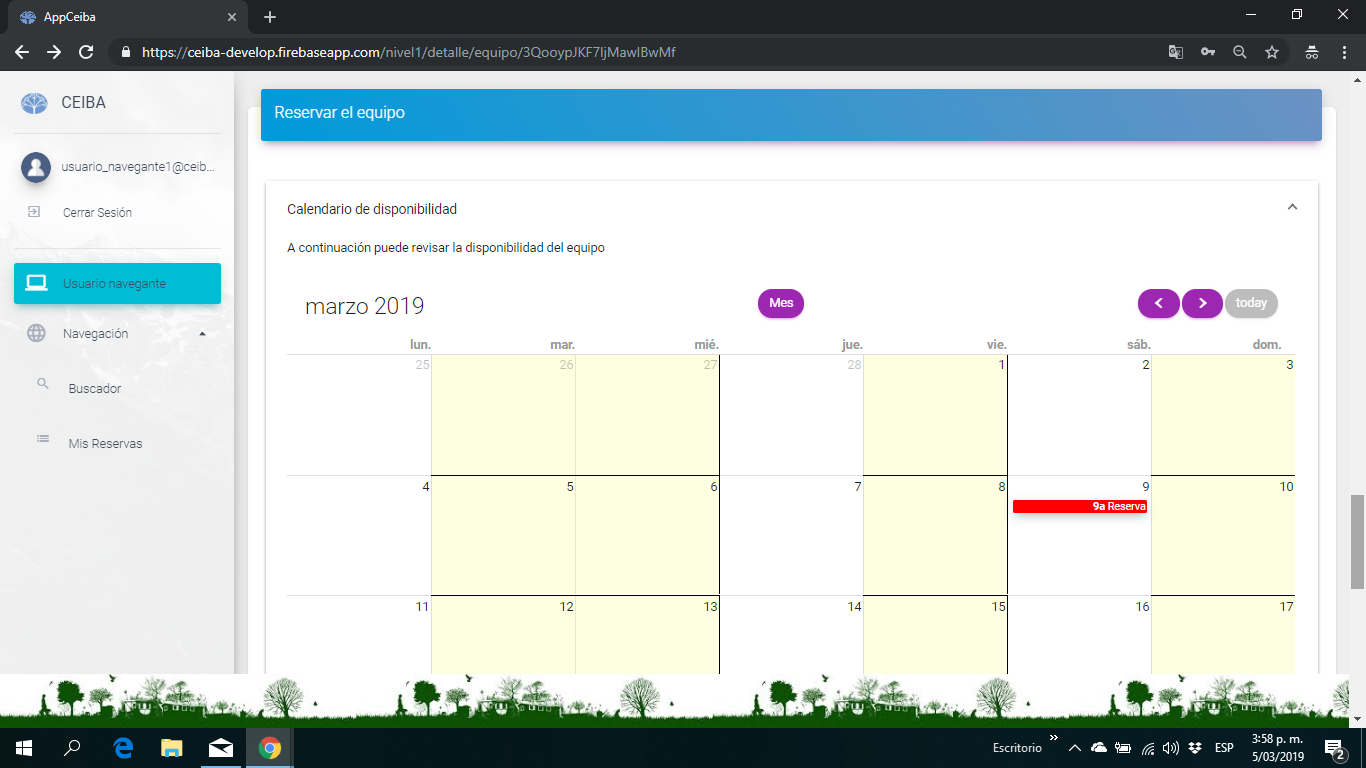 AppCeiba
https://ceiba-develop.firebaseapp.com/nivel1/detalle/equipo/3QooypJKF7ljMawlBwMf
CEIBA
usuario_navegante1@ceib...
Cerrar Sesión
Usuario navegante
Navegación
Buscador
Mis Reservas
Reservar el equipo
Calendario de disponibilidad
A continuación puede revisar la disponibilidad del equipo
marzo 2019
Mes
today
lun. mar. mié. jue. vie. sáb. dom.
25 26 27 28 1 2 3
4 5 6 7 8 9 10
9a Reserva
11 12 13 14 15 16 17
Escritorio
ESP
3:58 p. m.
5/03/2019
2